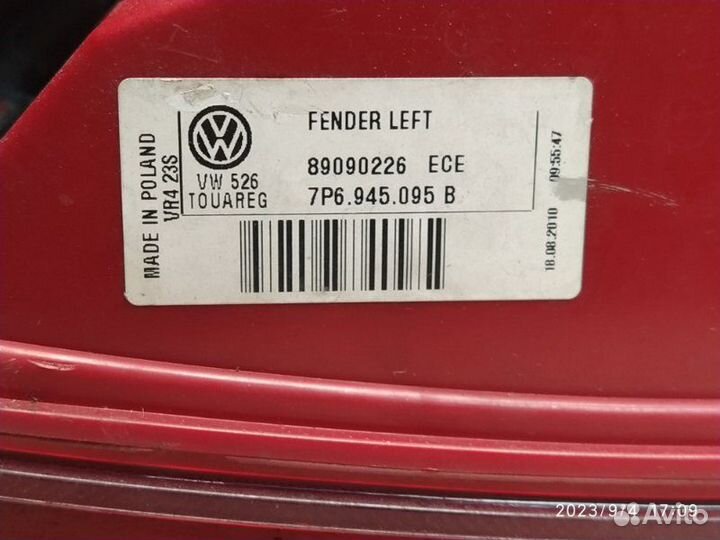 FENDER LEFT
89090226 ECE
7P6.945.095 B
VW 526
TOUAREG
MADE IN POLAND
VR4 23S
18.08.2010 09:55:47
2023/9/4 17:09
Avito